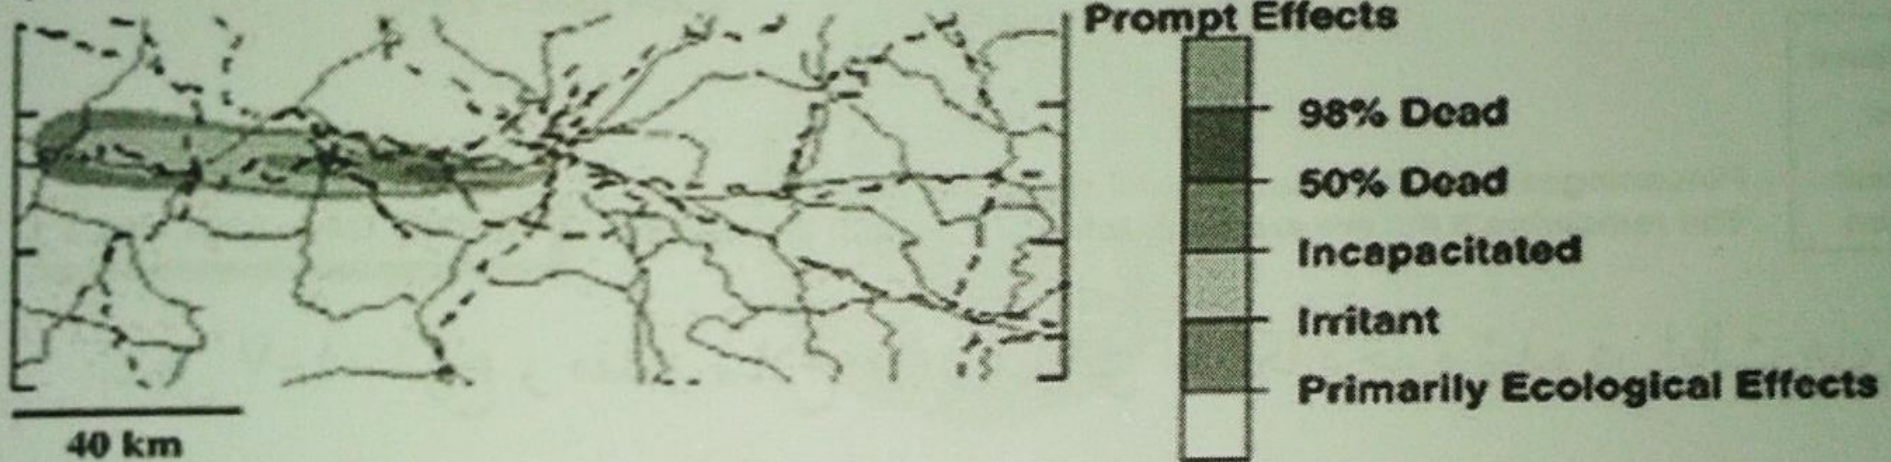 Prompt Effects
98% Dead
50% Dead
Incapacitated
Irritant
Primarily Ecological Effects
40 km